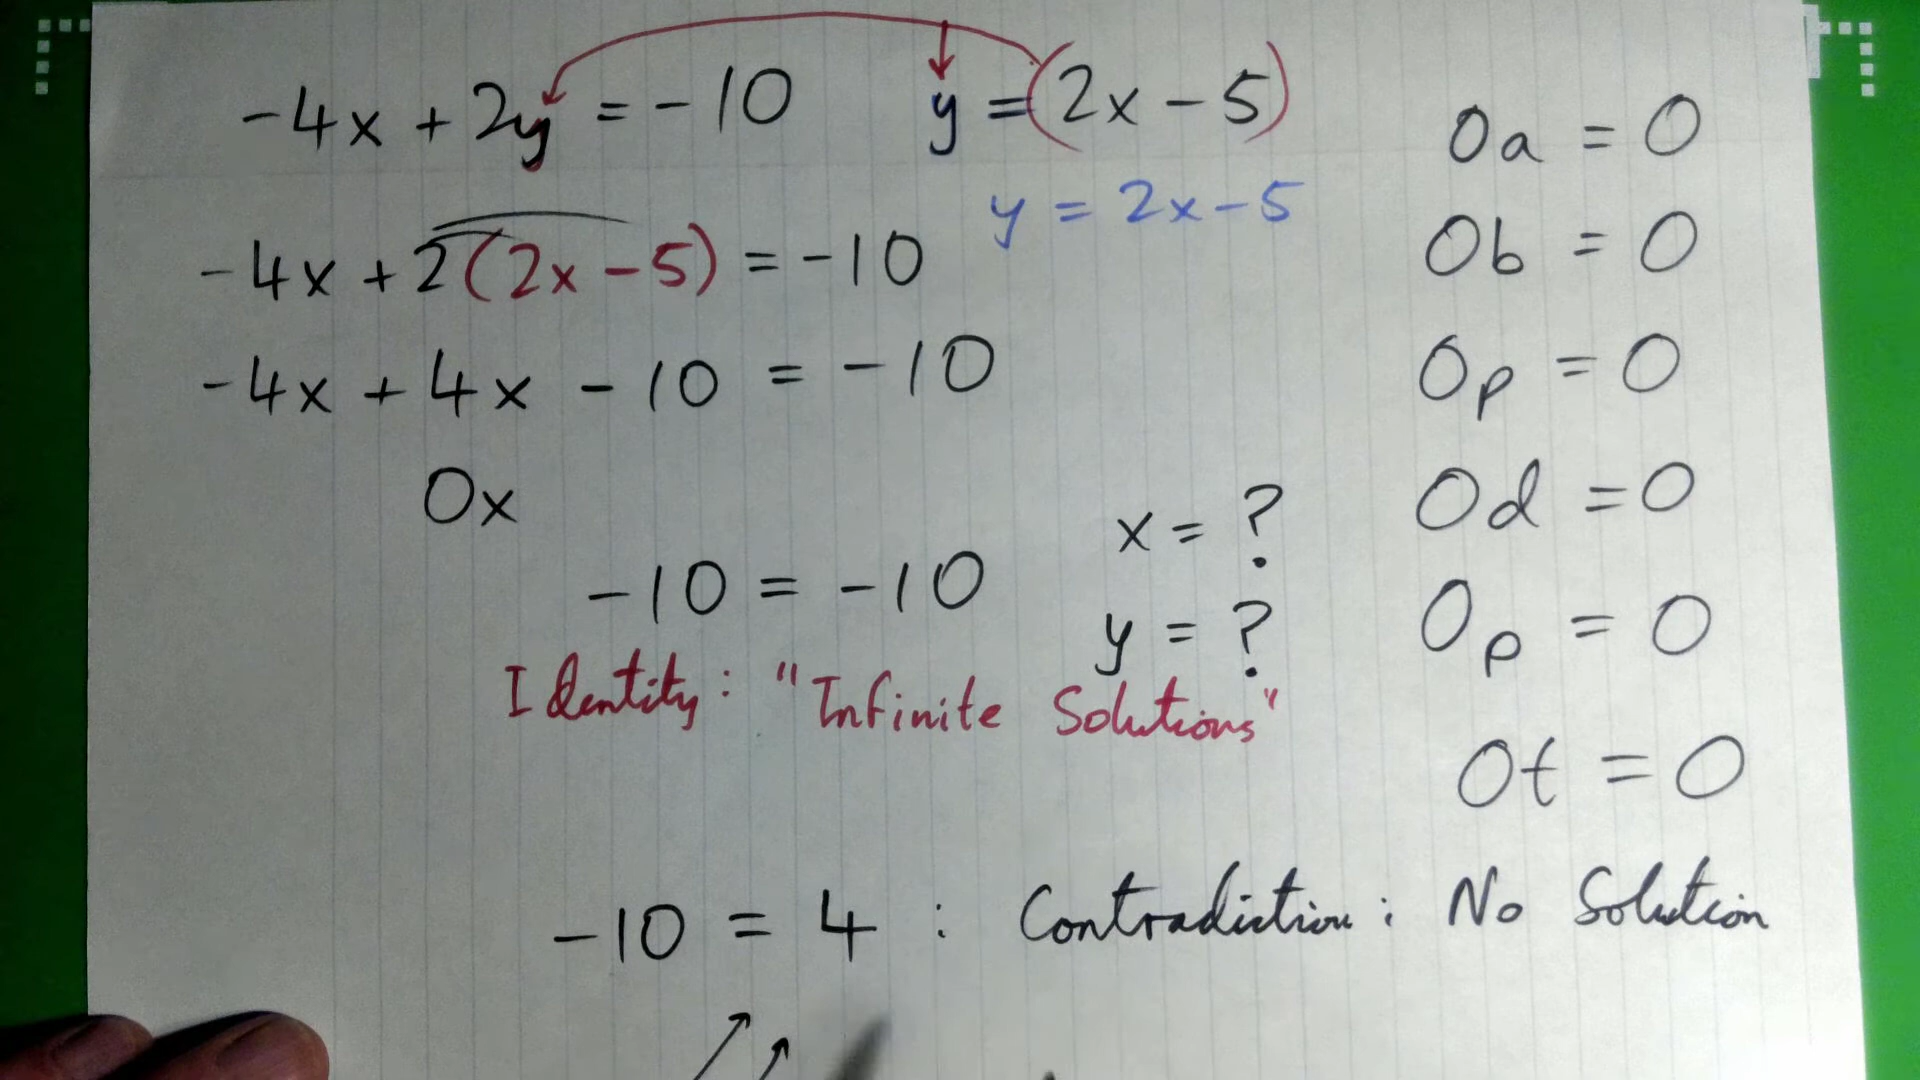 -4x + 2y = -10
y = (2x - 5)
y = 2x - 5
-4x + 2(2x - 5) = -10
-4x + 4x - 10 = -10
0x
-10 = -10
x = ?
y = ?
Identity: "Infinite Solutions"
0a = 0
0b = 0
0p = 0
0d = 0
0p = 0
0t = 0
-10 = 4 : Contradiction : No Solution